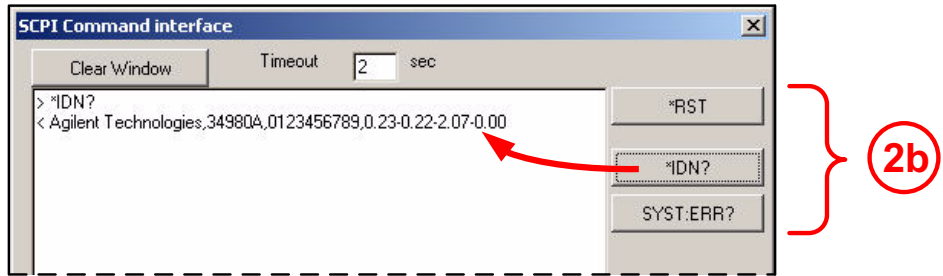 SCPI Command interface
Clear Window
Timeout 2 sec
> *IDN?
< Agilent Technologies,34980A,0123456789,0.23-0.22-2.07-0.00
*RST
*IDN?
SYST:ERR?
2b